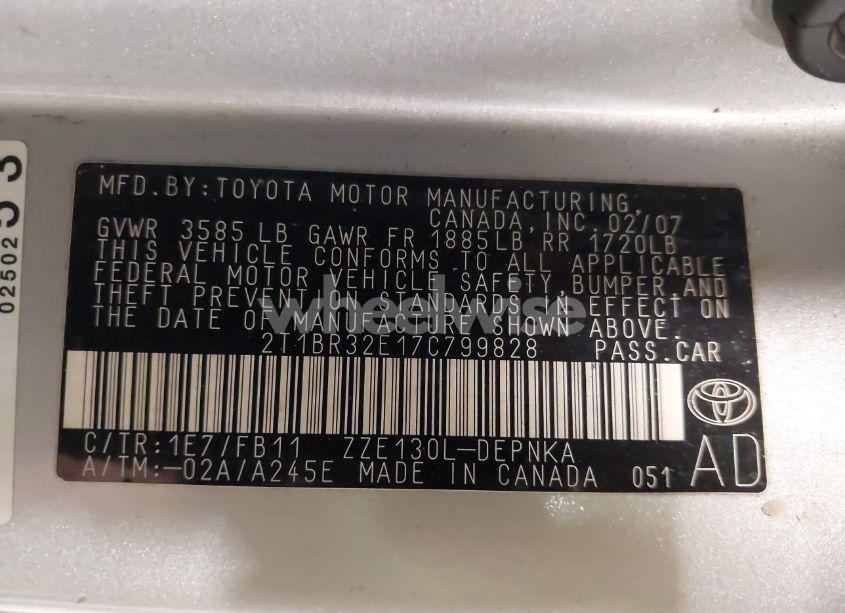 MFD.BY:TOYOTA MOTOR MANUFACTURING,
CANADA, INC. 02/07
GVWR 3585 LB GAWR FR 1885LB RR 1720LB
THIS VEHICLE CONFORMS TO ALL APPLICABLE
FEDERAL MOTOR VEHICLE SAFETY, BUMPER AND
THEFT PREVENTION STANDARDS IN EFFECT ON
THE DATE OF MANUFACTURE SHOWN ABOVE.
2T1BR32E17C799828 PASS.CAR
C/TR:1E7/FB11 ZZE130L-DEPNKA
A/TM:-02A/A245E MADE IN CANADA 051 AD
02502 53
wheelwise